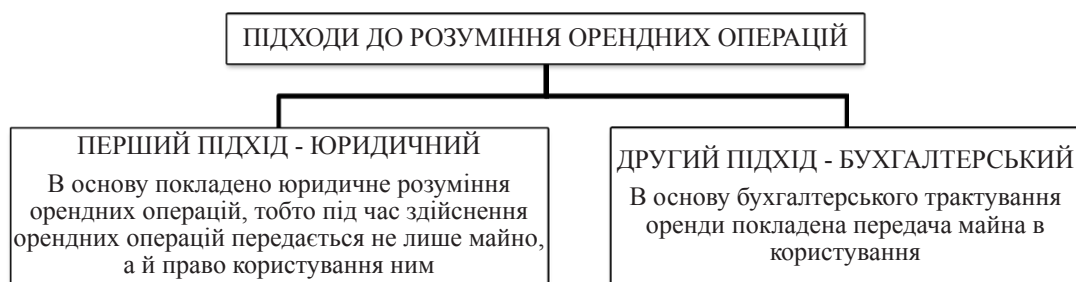 ПІДХОДИ ДО РОЗУМІННЯ ОРЕНДНИХ ОПЕРАЦІЙ
ПЕРШИЙ ПІДХІД - ЮРИДИЧНИЙ
В основу покладено юридичне розуміння
орендних операцій, тобто під час здійснення
орендних операцій передається не лише майно,
а й право користування ним
ДРУГИЙ ПІДХІД - БУХГАЛТЕРСЬКИЙ
В основу бухгалтерського трактування
оренди покладена передача майна в
користування